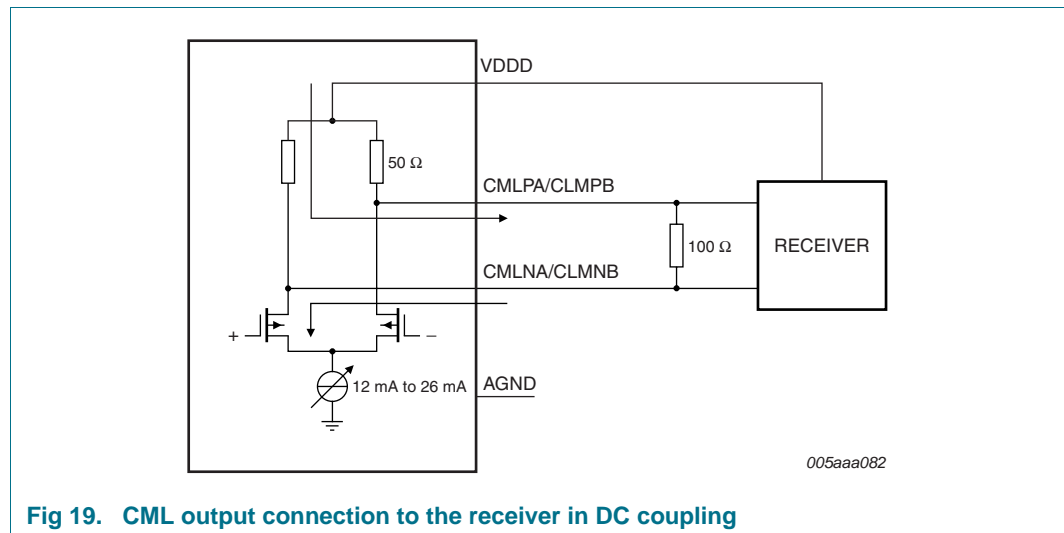 VDDD
50 Ω
CMLPA/CLMPB
100 Ω
RECEIVER
CMLNA/CLMNB
+
−
12 mA to 26 mA
AGND
005aaa082
Fig 19. CML output connection to the receiver in DC coupling